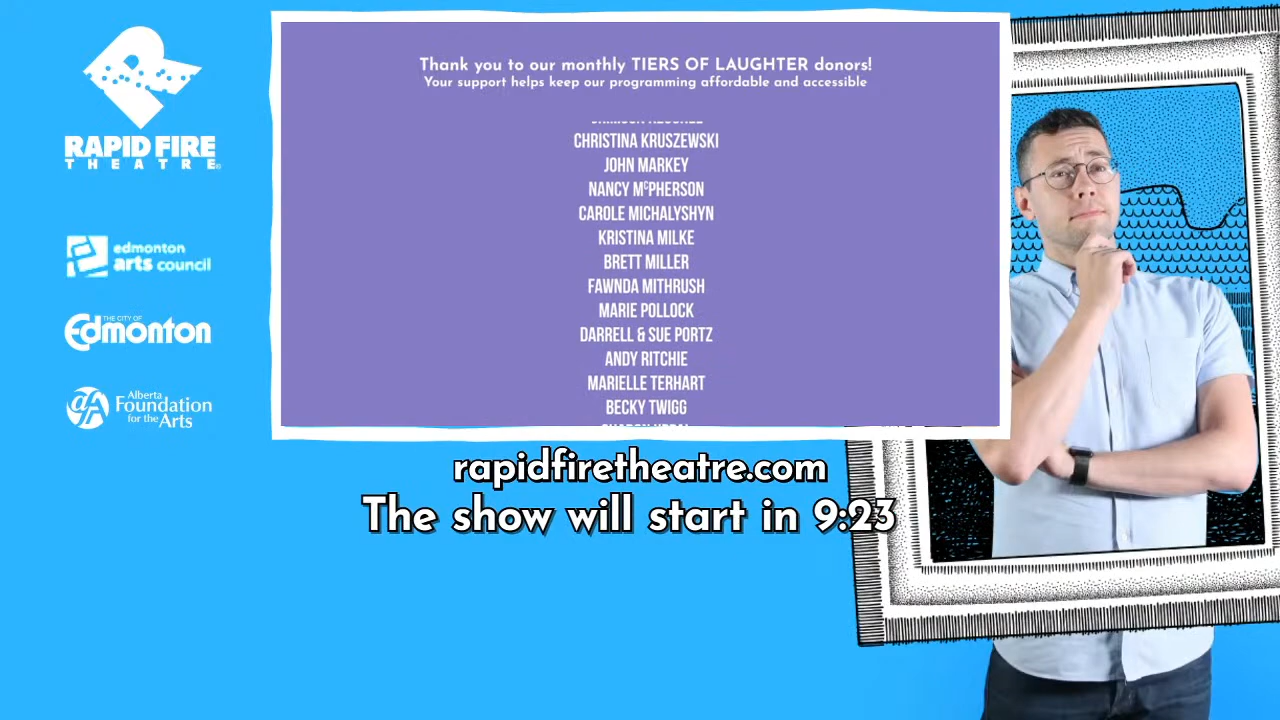 RAPID FIRE
THEATRE
edmonton
arts council
THE CITY OF
Edmonton
Alberta
Foundation
for the Arts
Thank you to our monthly TIERS OF LAUGHTER donors!
Your support helps keep our programming affordable and accessible
CHRISTINA KRUSZEWSKI
JOHN MARKEY
NANCY McPHERSON
CAROLE MICHALYSHYN
KRISTINA MILKE
BRETT MILLER
FAWNDA MITHRUSH
MARIE POLLOCK
DARRELL & SUE PORTZ
ANDY RITCHIE
MARIELLE TERHART
BECKY TWIGG
rapidfiretheatre.com
The show will start in 9:23